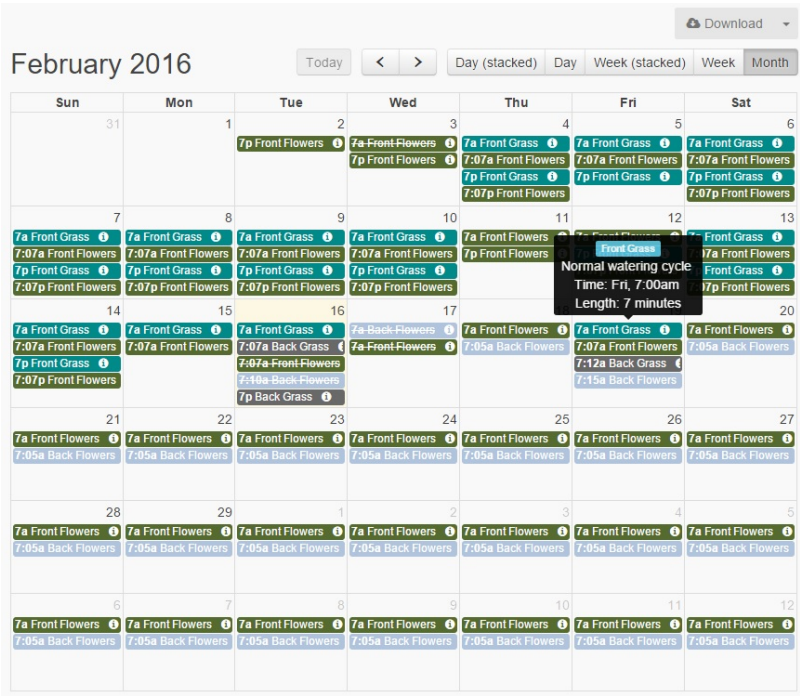 Download
February 2016
Today < > Day (stacked) Day Week (stacked) Week Month
Sun Mon Tue Wed Thu Fri Sat
31 1 2 3 4 5 6
7p Front Flowers 7a Front Flowers 7a Front Grass 7a Front Grass 7a Front Grass
7p Front Flowers 7:07a Front Flowers 7:07a Front Flowers 7:07a Front Flowers
7p Front Grass 7p Front Grass 7p Front Grass
7:07p Front Flowers 7:07p Front Flowers
7 8 9 10 11 12 13
7a Front Grass 7a Front Grass 7a Front Grass 7a Front Grass 7a Front Flowers Front Grass
7:07a Front Flowers 7:07a Front Flowers 7:07a Front Flowers 7:07a Front Flowers 7p Front Flowers Front Flowers
7p Front Grass 7p Front Grass 7p Front Grass 7p Front Grass Front Grass
7:07p Front Flowers 7:07p Front Flowers 7:07p Front Flowers 7:07p Front Flowers Front Flowers
Front Grass
Normal watering cycle
Time: Fri, 7:00am
Length: 7 minutes
14 15 16 17 20
7a Front Grass 7a Front Grass 7a Front Grass 7a Back Flowers 7a Front Flowers 7a Front Grass 7a Front Flowers
7:07a Front Flowers 7:07a Front Flowers 7:07a Back Grass 7a Front Flowers 7:05a Back Flowers 7:07a Front Flowers 7:05a Back Flowers
7p Front Grass 7:07a Front Flowers 7:12a Back Grass
7:07p Front Flowers 7:10a Back Flowers 7:15a Back Flowers
7p Back Grass
21 22 23 24 25 26 27
7a Front Flowers 7a Front Flowers 7a Front Flowers 7a Front Flowers 7a Front Flowers 7a Front Flowers 7a Front Flowers
7:05a Back Flowers 7:05a Back Flowers 7:05a Back Flowers 7:05a Back Flowers 7:05a Back Flowers 7:05a Back Flowers 7:05a Back Flowers
28 29 1 2 3 4 5
7a Front Flowers 7a Front Flowers 7a Front Flowers 7a Front Flowers 7a Front Flowers 7a Front Flowers 7a Front Flowers
7:05a Back Flowers 7:05a Back Flowers 7:05a Back Flowers 7:05a Back Flowers 7:05a Back Flowers 7:05a Back Flowers 7:05a Back Flowers
6 7 8 9 10 11 12
7a Front Flowers 7a Front Flowers 7a Front Flowers 7a Front Flowers 7a Front Flowers 7a Front Flowers 7a Front Flowers
7:05a Back Flowers 7:05a Back Flowers 7:05a Back Flowers 7:05a Back Flowers 7:05a Back Flowers 7:05a Back Flowers 7:05a Back Flowers